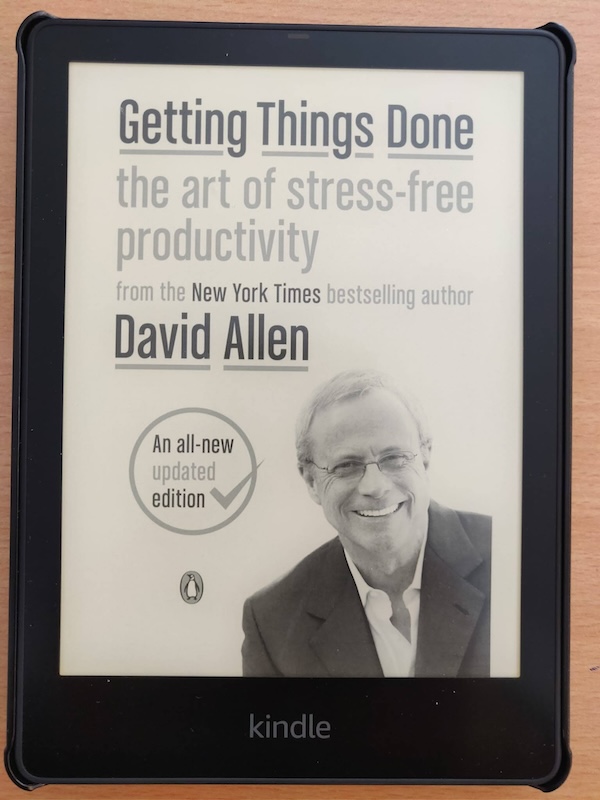 Getting Things Done
the art of stress-free
productivity
from the New York Times bestselling author
David Allen
An all-new
updated
edition
kindle